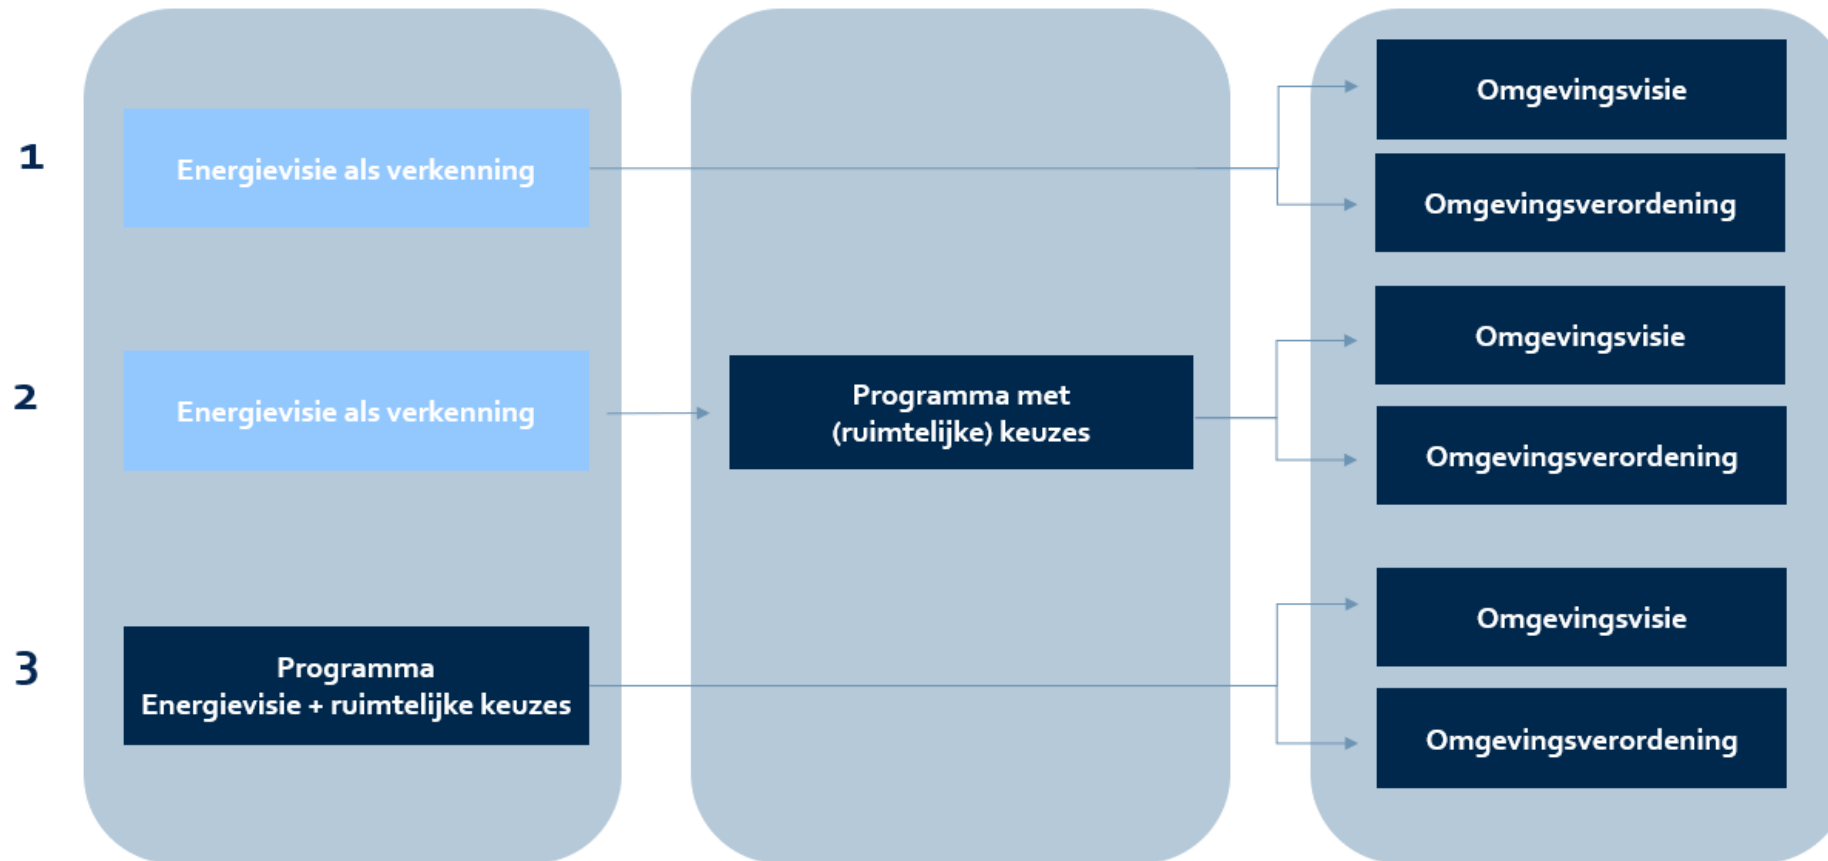 1
Energievisie als verkenning
Omgevingsvisie
Omgevingsverordening
2
Energievisie als verkenning
Programma met
(ruimtelijke) keuzes
Omgevingsvisie
Omgevingsverordening
3
Programma
Energievisie + ruimtelijke keuzes
Omgevingsvisie
Omgevingsverordening